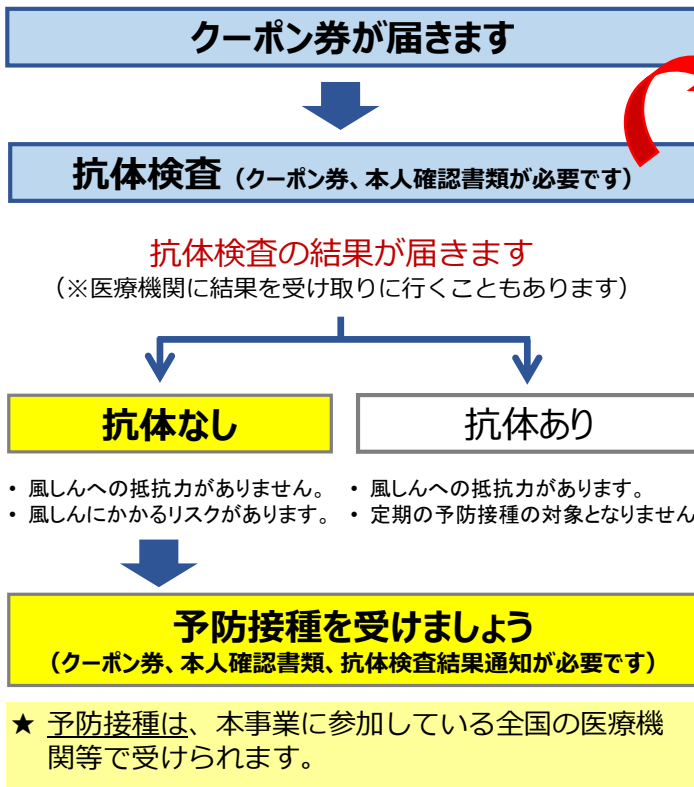 クーポン券が届きます
抗体検査（クーポン券、本人確認書類が必要です）
抗体検査の結果が届きます
（※医療機関に結果を受け取りに行くこともあります）
抗体なし
抗体あり
・風しんへの抵抗力がありません。
・風しんにかかるリスクがあります。
・風しんへの抵抗力があります。
・定期の予防接種の対象となりません
予防接種を受けましょう
（クーポン券、本人確認書類、抗体検査結果通知が必要です）
★ 予防接種は、本事業に参加している全国の医療機
関等で受けられます。